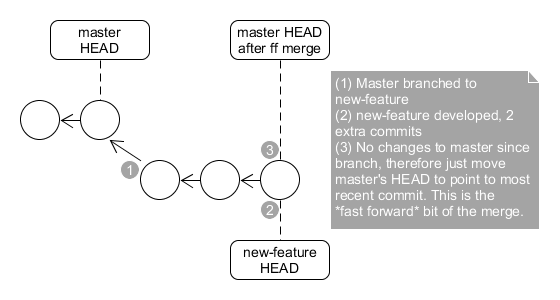 master
HEAD
master HEAD
after ff merge
(1) Master branched to
new-feature
(2) new-feature developed, 2
extra commits
(3) No changes to master since
branch, therefore just move
master's HEAD to point to most
recent commit. This is the
*fast forward* bit of the merge.
1
3
2
new-feature
HEAD